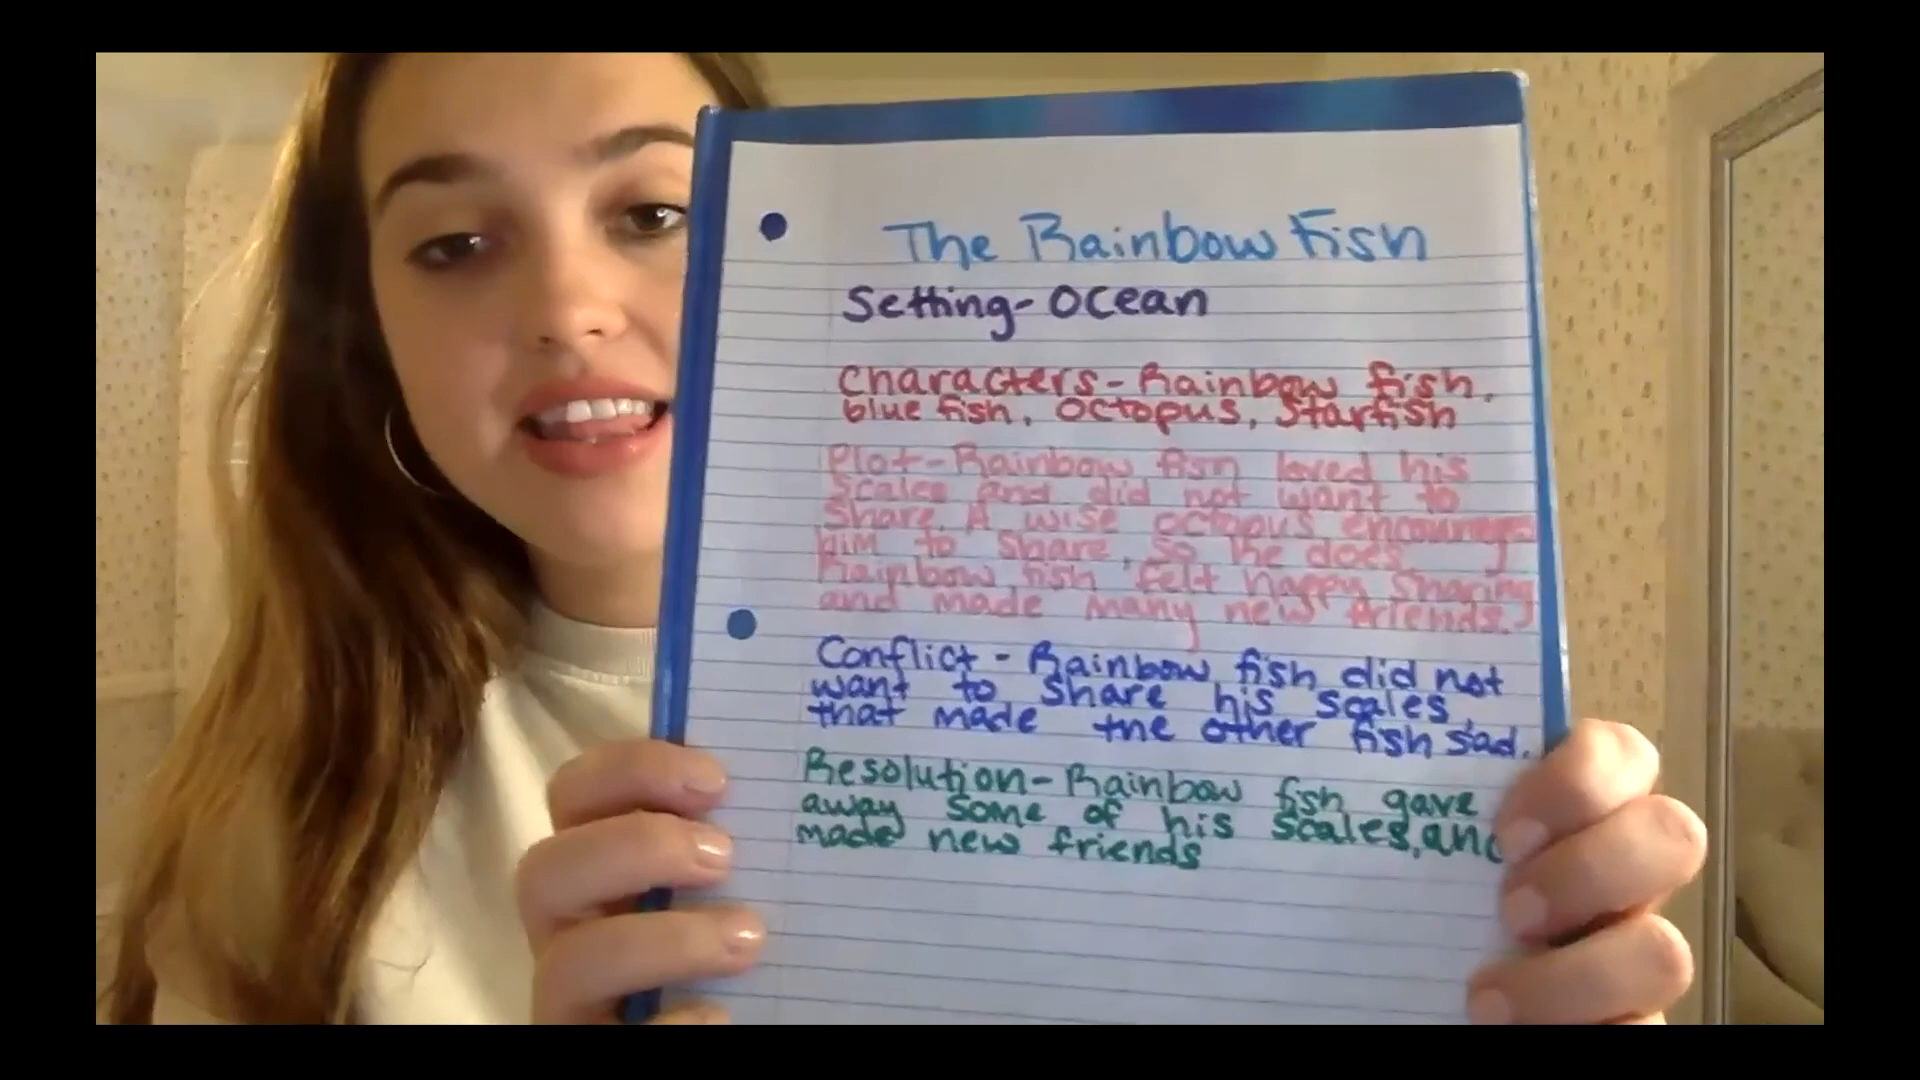 The Rainbow Fish
Setting- Ocean
Characters- Rainbow fish,
blue fish, Octopus, Starfish
Plot- Rainbow fish loved his
Scales and did not want to
Share. A wise octopus encourage
him to share, so he does.
Rainbow fish felt happy Sharing
and made many new friends.
Conflict - Rainbow fish did not
want to share his scales,
that made the other fish sad.
Resolution- Rainbow fish gave
away some of his scales, and
made new friends